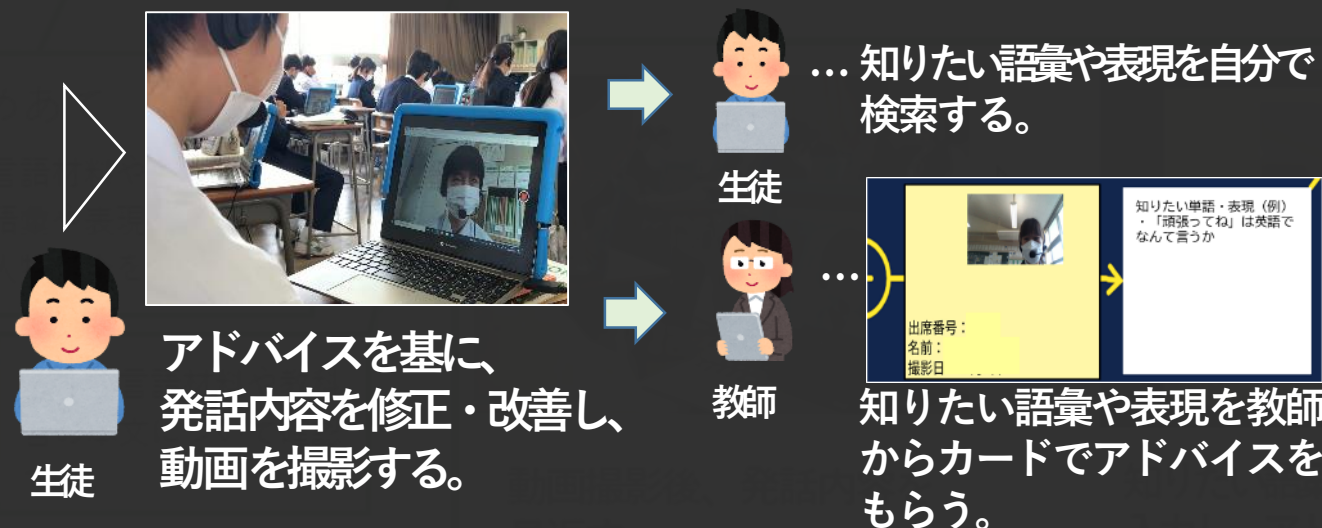 生徒
アドバイスを基に、
発話内容を修正・改善し、
動画を撮影する。
生徒
… 知りたい語彙や表現を自分で
検索する。
教師
…
出席番号：
名前：
撮影日
知りたい単語・表現（例）
・「頑張ってね」は英語で
なんて言うか
知りたい語彙や表現を教師
からカードでアドバイスを
もらう。